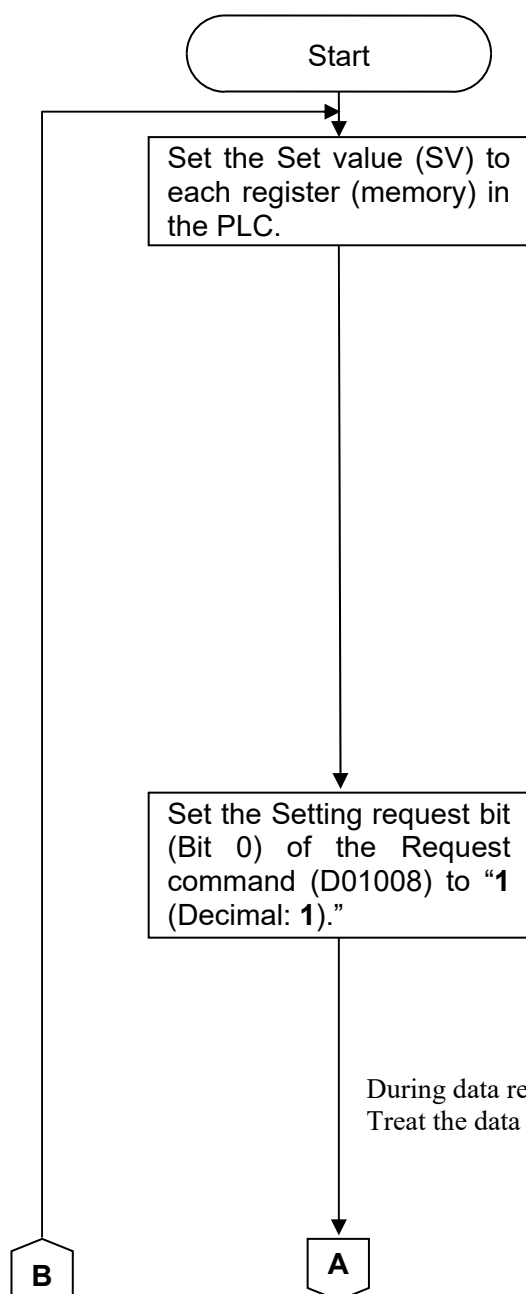 Start
Set the Set value (SV) to
each register (memory) in
the PLC.
Set the Setting request bit
(Bit 0) of the Request
command (D01008) to “1
(Decimal: 1).”
During data re
Treat the data
B
A